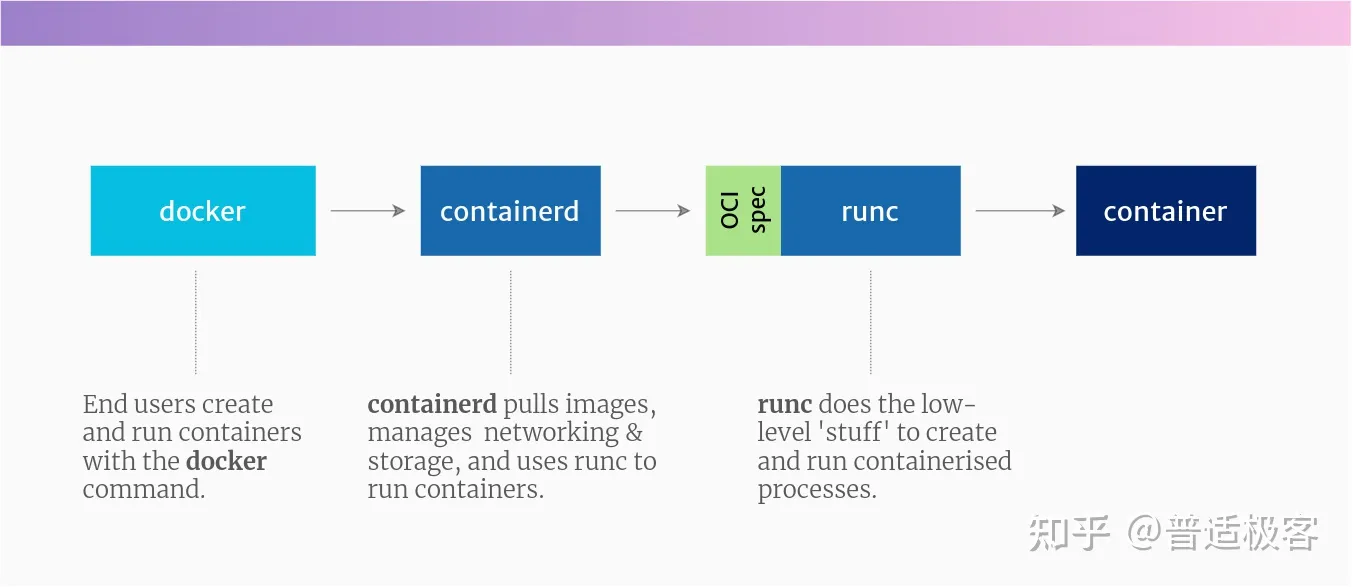 docker
containerd
OCI
spec
runc
container
End users create
and run containers
with the docker
command.
containerd pulls images,
manages networking &
storage, and uses runc to
run containers.
runc does the low-
level 'stuff' to create
and run containerised
processes.
知乎 @普适极客